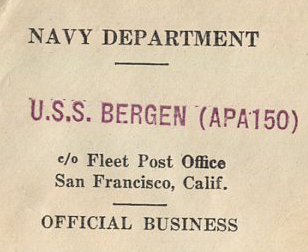 NAVY DEPARTMENT
U.S.S. BERGEN (APA150)
c/o Fleet Post Office
San Francisco, Calif.
OFFICIAL BUSINESS